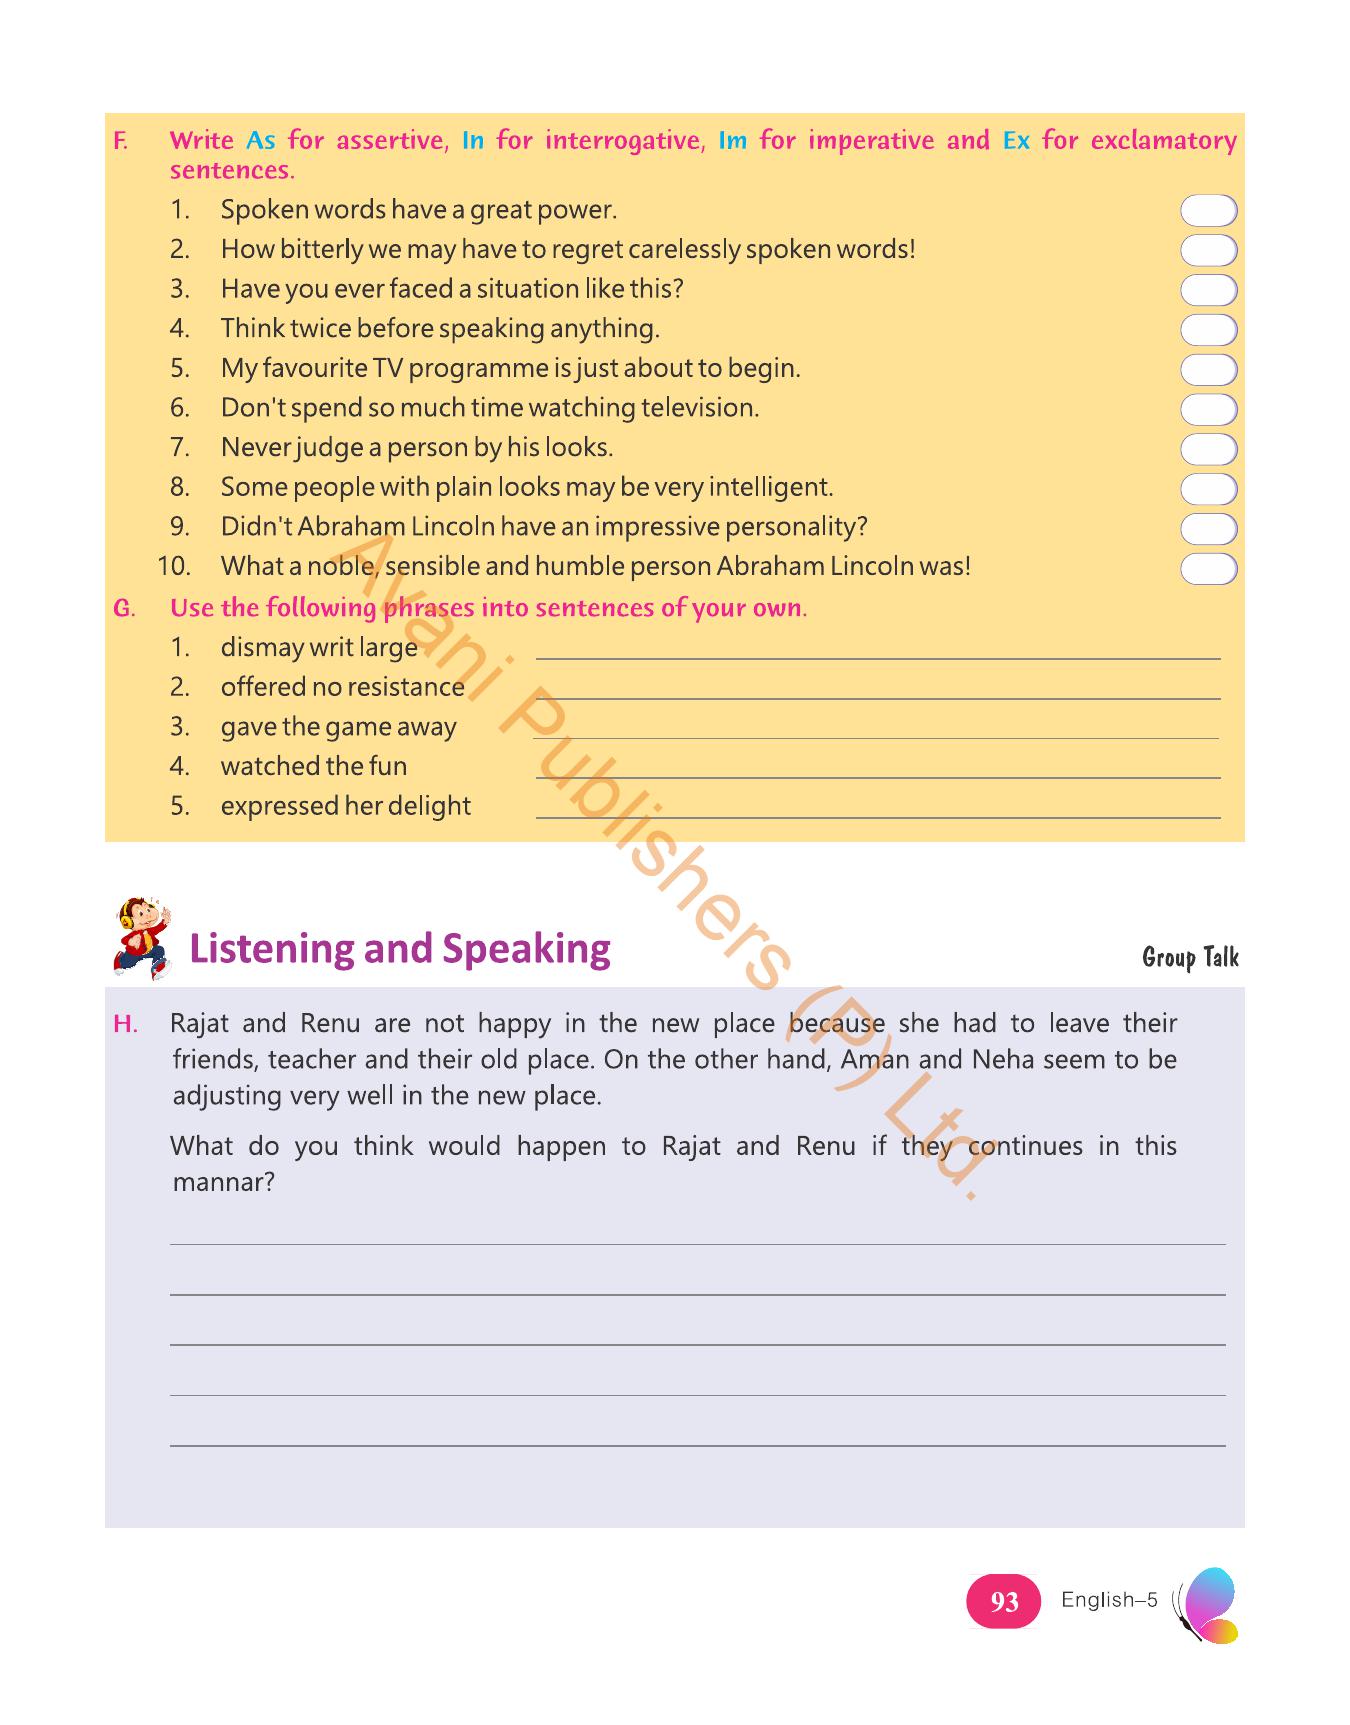 F. Write As for assertive, In for interrogative, Im for imperative and Ex for exclamatory
sentences.
1. Spoken words have a great power.
2. How bitterly we may have to regret carelessly spoken words!
3. Have you ever faced a situation like this?
4. Think twice before speaking anything.
5. My favourite TV programme is just about to begin.
6. Don't spend so much time watching television.
7. Never judge a person by his looks.
8. Some people with plain looks may be very intelligent.
9. Didn't Abraham Lincoln have an impressive personality?
10. What a noble, sensible and humble person Abraham Lincoln was!
G. Use the following phrases into sentences of your own.
1. dismay writ large
2. offered no resistance
3. gave the game away
4. watched the fun
5. expressed her delight
Avani Publishers (P) Ltd.
Listening and Speaking
Group Talk
H. Rajat and Renu are not happy in the new place because she had to leave their
friends, teacher and their old place. On the other hand, Aman and Neha seem to be
adjusting very well in the new place.
What do you think would happen to Rajat and Renu if they continues in this
mannar?
93 English–5